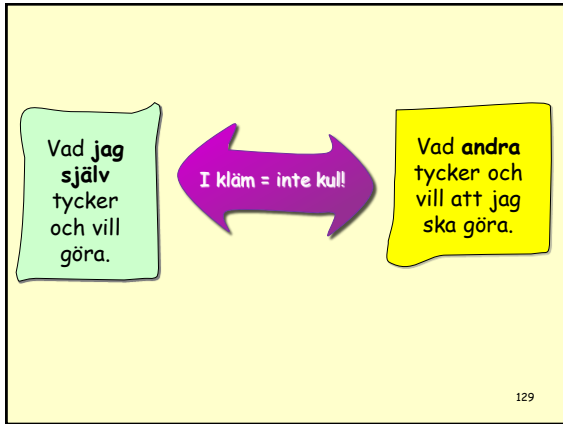 Vad jag
själv
tycker
och vill
göra.
I kläm = inte kul!
Vad andra
tycker och
vill att jag
ska göra.
129